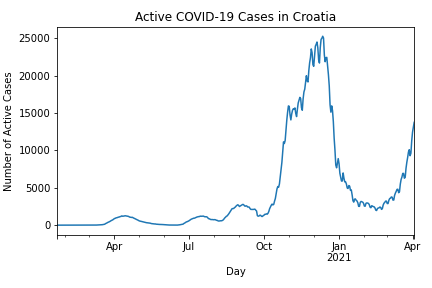 Active COVID-19 Cases in Croatia
25000
20000
15000
10000
5000
0
Number of Active Cases
Apr Jul Oct Jan Apr
2021
Day